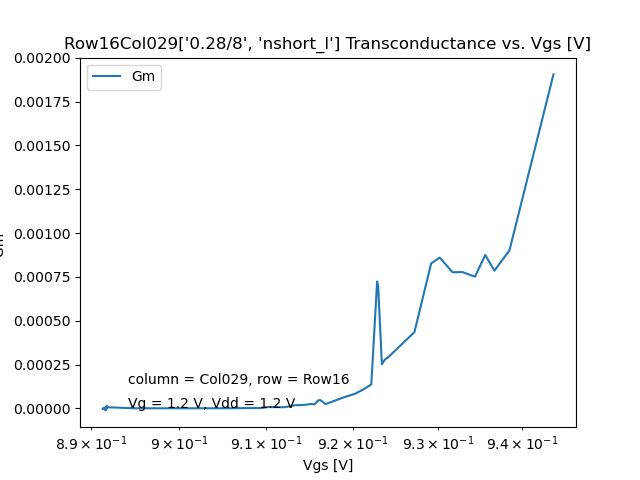 Row16Col029['0.28/8', 'nshort_l'] Transconductance vs. Vgs [V]
Gm
0.00200
0.00175
0.00150
0.00125
0.00100
0.00075
0.00050
0.00025
0.00000
Gm
column = Col029, row = Row16
Vg = 1.2 V, Vdd = 1.2 V
8.9 × 10⁻¹ 9 × 10⁻¹ 9.1 × 10⁻¹ 9.2 × 10⁻¹ 9.3 × 10⁻¹ 9.4 × 10⁻¹
Vgs [V]